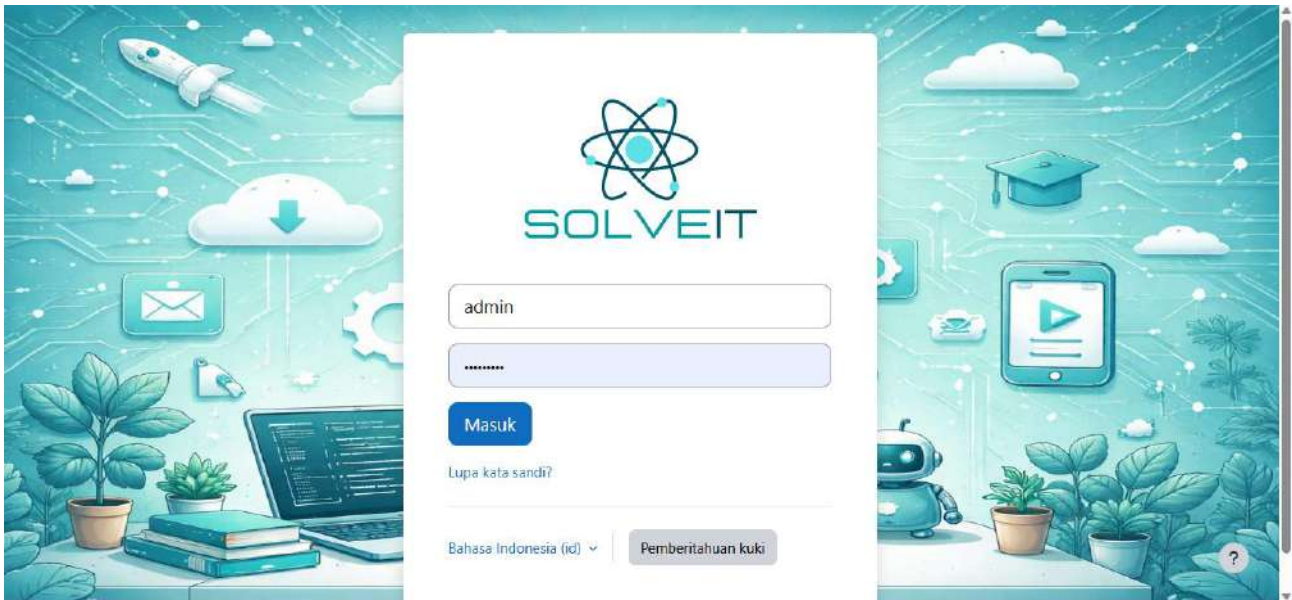 SOLVEIT
admin
•••••••••
Masuk
Lupa kata sandi?
Bahasa Indonesia (id)
Pemberitahuan kuki
?